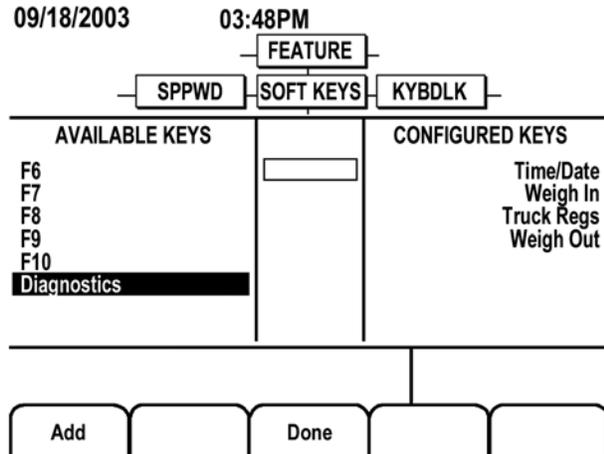 09/18/2003 03:48PM
FEATURE
SPPWD SOFT KEYS KYBDLK
AVAILABLE KEYS CONFIGURED KEYS
F6 Time/Date
F7 Weigh In
F8 Truck Regs
F9 Weigh Out
F10
Diagnostics
Add Done